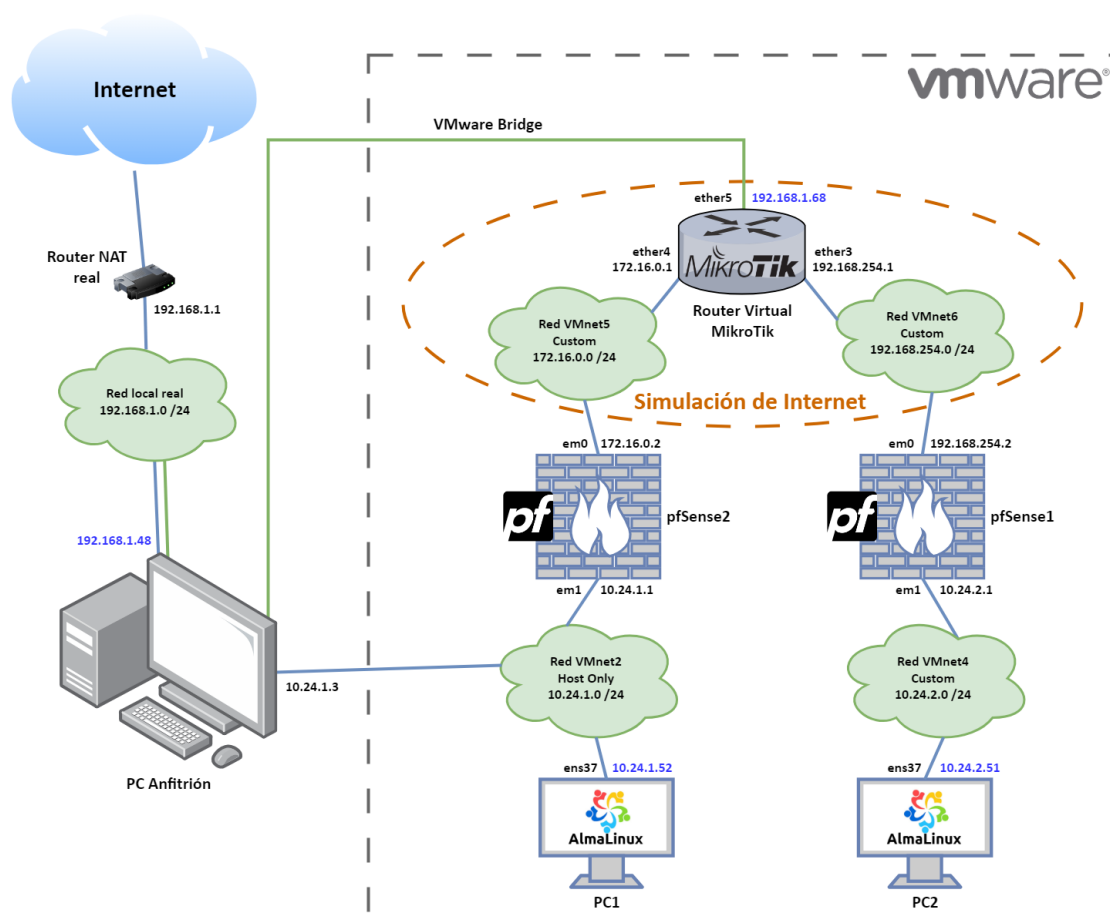 Internet
vmware®
VMware Bridge
ether5 192.168.1.68
ether4
172.16.0.1
MikroTik
ether3
192.168.254.1
Router NAT
real
192.168.1.1
Router Virtual
MikroTik
Red VMnet5
Custom
172.16.0.0 /24
Red VMnet6
Custom
192.168.254.0 /24
Red local real
192.168.1.0 /24
Simulación de Internet
em0 172.16.0.2
em0 192.168.254.2
pf
pfSense2
pf
pfSense1
192.168.1.48
em1 10.24.1.1
em1 10.24.2.1
Red VMnet2
Host Only
10.24.1.0 /24
Red VMnet4
Custom
10.24.2.0 /24
10.24.1.3
ens37 10.24.1.52
ens37 10.24.2.51
PC Anfitrión
AlmaLinux
AlmaLinux
PC1
PC2